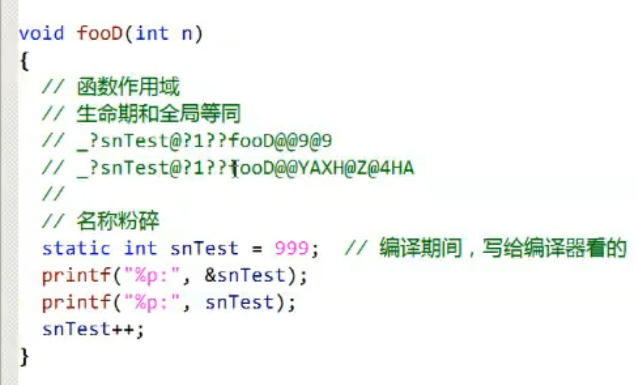 void fooD(int n)
{
// 函数作用域
// 生命期和全局等同
// _?snTest@?1??fooD@@9@9
// _?snTest@?1??fooD@@YAXH@Z@4HA
//
// 名称粉碎
static int snTest = 999; // 编译期间，写给编译器看的
printf("%p:", &snTest);
printf("%p:", snTest);
snTest++;
}